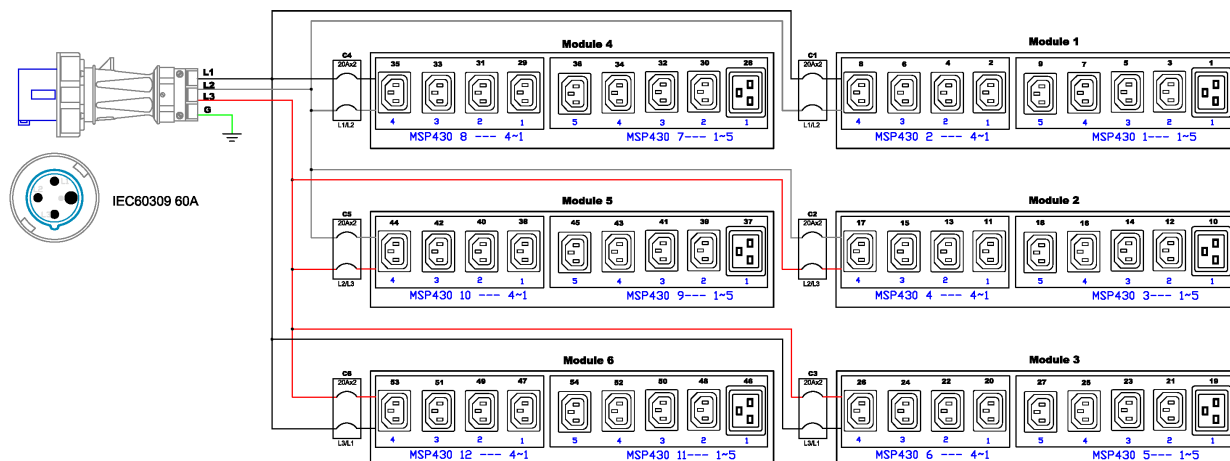 L1
L2
L3
G
IEC60309 60A
Module 4
C4
20Ax2
L1/L2
35 33 31 29 36 34 32 30 28
4 3 2 1 5 4 3 2 1
MSP430 8 --- 4~1 MSP430 7--- 1~5
Module 1
C1
20Ax2
L1/L2
8 6 4 2 9 7 5 3 1
4 3 2 1 5 4 3 2 1
MSP430 2 --- 4~1 MSP430 1--- 1~5
Module 5
C5
20Ax2
L2/L3
44 42 40 38 45 43 41 39 37
4 3 2 1 5 4 3 2 1
MSP430 10 --- 4~1 MSP430 9--- 1~5
Module 2
C2
20Ax2
L2/L3
17 15 13 11 18 16 14 12 10
4 3 2 1 5 4 3 2 1
MSP430 4 --- 4~1 MSP430 3--- 1~5
Module 6
C6
20Ax2
L3/L1
53 51 49 47 54 52 50 48 46
4 3 2 1 5 4 3 2 1
MSP430 12 --- 4~1 MSP430 11--- 1~5
Module 3
C3
20Ax2
L3/L1
26 24 22 20 27 25 23 21 19
4 3 2 1 5 4 3 2 1
MSP430 6 --- 4~1 MSP430 5--- 1~5